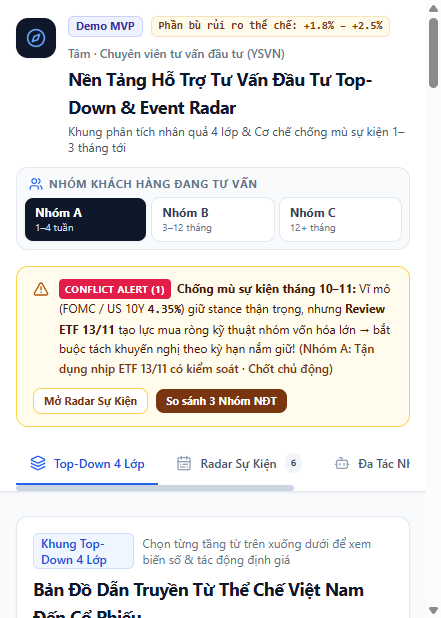 Demo MVP
Phần bù rủi ro thể chế: +1.8% – +2.5%
Tâm · Chuyên viên tư vấn đầu tư (YSVN)
Nền Tảng Hỗ Trợ Tư Vấn Đầu Tư Top-
Down & Event Radar
Khung phân tích nhân quả 4 lớp & Cơ chế chống mù sự kiện 1–
3 tháng tới
NHÓM KHÁCH HÀNG ĐANG TƯ VẤN
Nhóm A
1–4 tuần
Nhóm B
3–12 tháng
Nhóm C
12+ tháng
CONFLICT ALERT (1) Chống mù sự kiện tháng 10–11: Vĩ mô
(FOMC / US 10Y 4.35%) giữ stance thận trọng, nhưng Review
ETF 13/11 tạo lực mua ròng kỹ thuật nhóm vốn hóa lớn → bắt
buộc tách khuyến nghị theo kỳ hạn nắm giữ! (Nhóm A: Tận
dụng nhịp ETF 13/11 có kiểm soát · Chốt chủ động)
Mở Radar Sự Kiện
So sánh 3 Nhóm NĐT
Top-Down 4 Lớp
Radar Sự Kiện 6
Đa Tác Nh
Khung Top-
Down 4 Lớp
Chọn từng tầng từ trên xuống dưới để xem
biến số & tác động định giá
Bản Đồ Dẫn Truyền Từ Thể Chế Việt Nam
Đến Cổ Phiếu